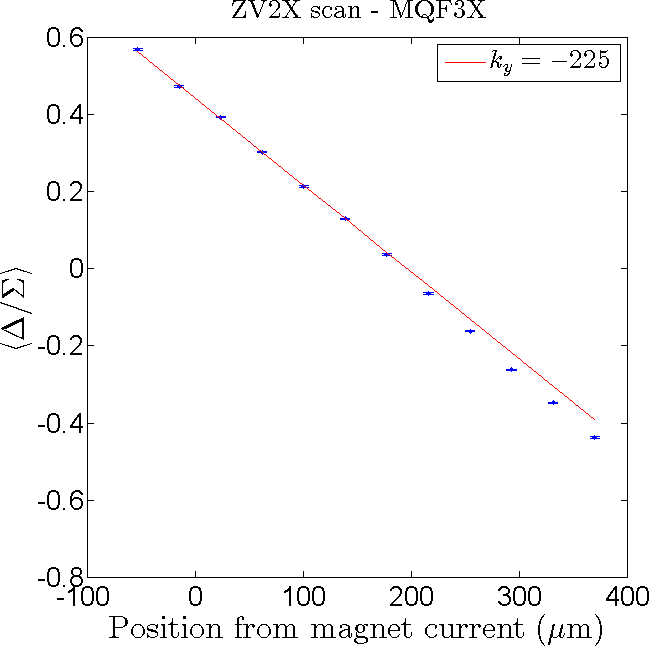 ZV2X scan - MQF3X
k_y = −225
0.6
0.4
0.2
0
-0.2
-0.4
-0.6
-0.8
⟨Δ/Σ⟩
-100 0 100 200 300 400
Position from magnet current (μm)